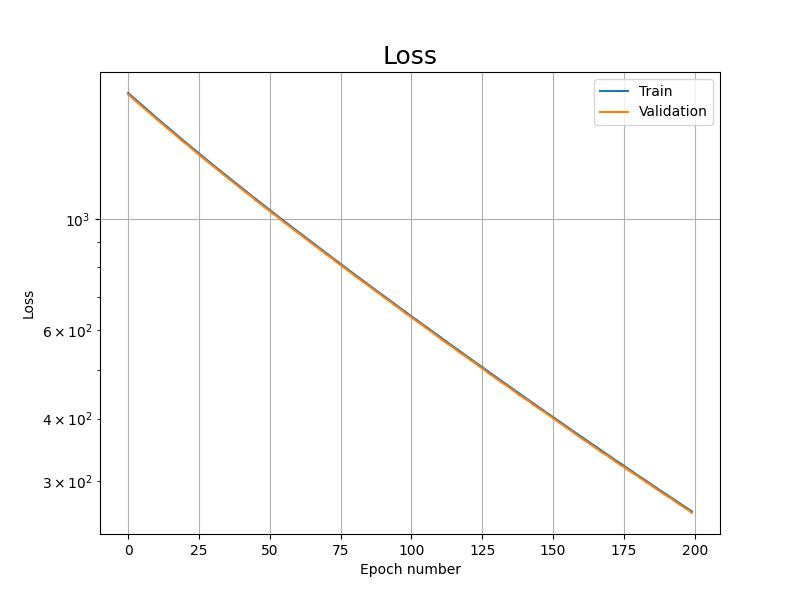 Loss
Train
Validation
Loss
10³
6 × 10²
4 × 10²
3 × 10²
0 25 50 75 100 125 150 175 200
Epoch number